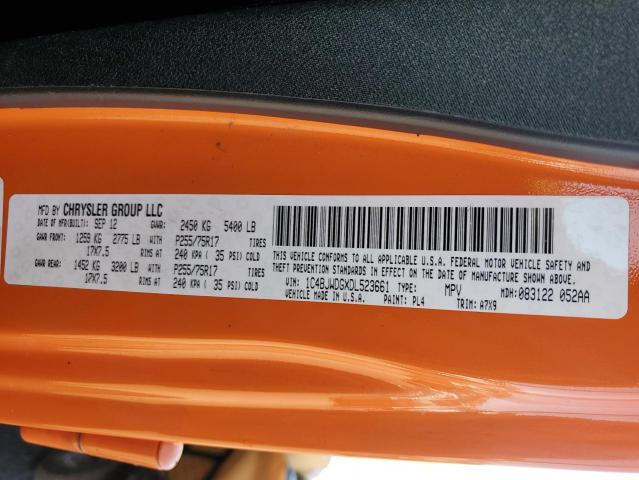 MFD BY CHRYSLER GROUP LLC
DATE OF MFR(BUILT): SEP 12 GVWR: 2450 KG 5400 LB
GAWR FRONT: 1259 KG 2775 LB WITH P255/75R17 TIRES
17X7.5 RIMS AT 240 KPA ( 35 PSI) COLD
GAWR REAR: 1452 KG 3200 LB WITH P255/75R17 TIRES
17X7.5 RIMS AT 240 KPA ( 35 PSI) COLD
THIS VEHICLE CONFORMS TO ALL APPLICABLE U.S.A. FEDERAL MOTOR VEHICLE SAFETY, BUMPER AND
THEFT PREVENTION STANDARDS IN EFFECT ON THE DATE OF MANUFACTURE SHOWN ABOVE.
VIN: 1C4BJWDGXDL523661 TYPE: MPV MDH: 083122 052AA
VEHICLE MADE IN U.S.A. PAINT: PL4 TRIM: A7X9